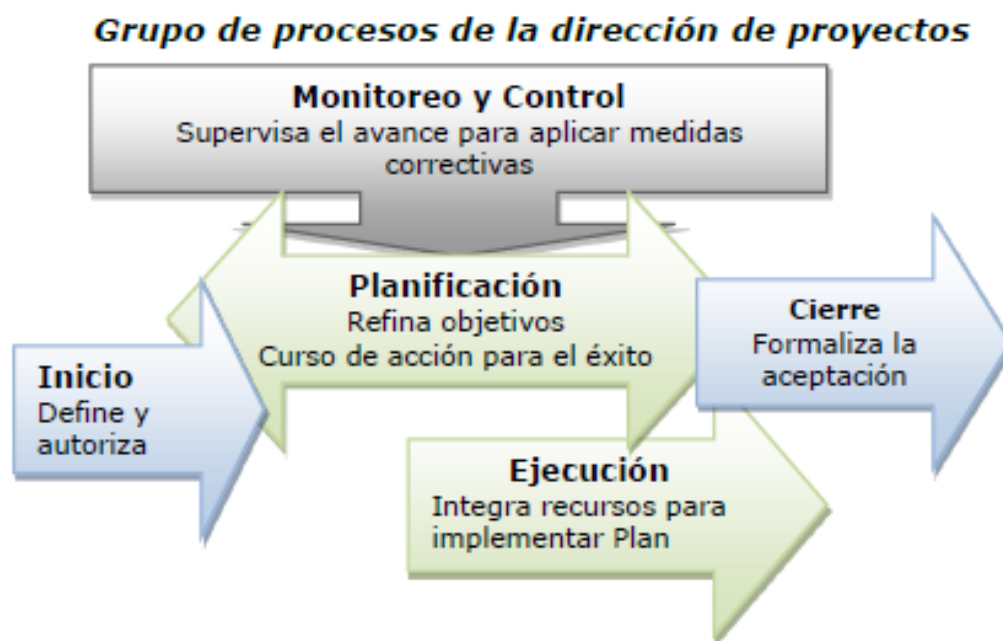 Grupo de procesos de la dirección de proyectos
Monitoreo y Control
Supervisa el avance para aplicar medidas
correctivas
Planificación
Refina objetivos
Curso de acción para el éxito
Inicio
Define y
autoriza
Cierre
Formaliza la
aceptación
Ejecución
Integra recursos para
implementar Plan